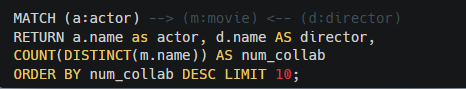 MATCH (a:actor) --> (m:movie) <-- (d:director)
RETURN a.name as actor, d.name AS director,
COUNT(DISTINCT(m.name)) AS num_collab
ORDER BY num_collab DESC LIMIT 10;